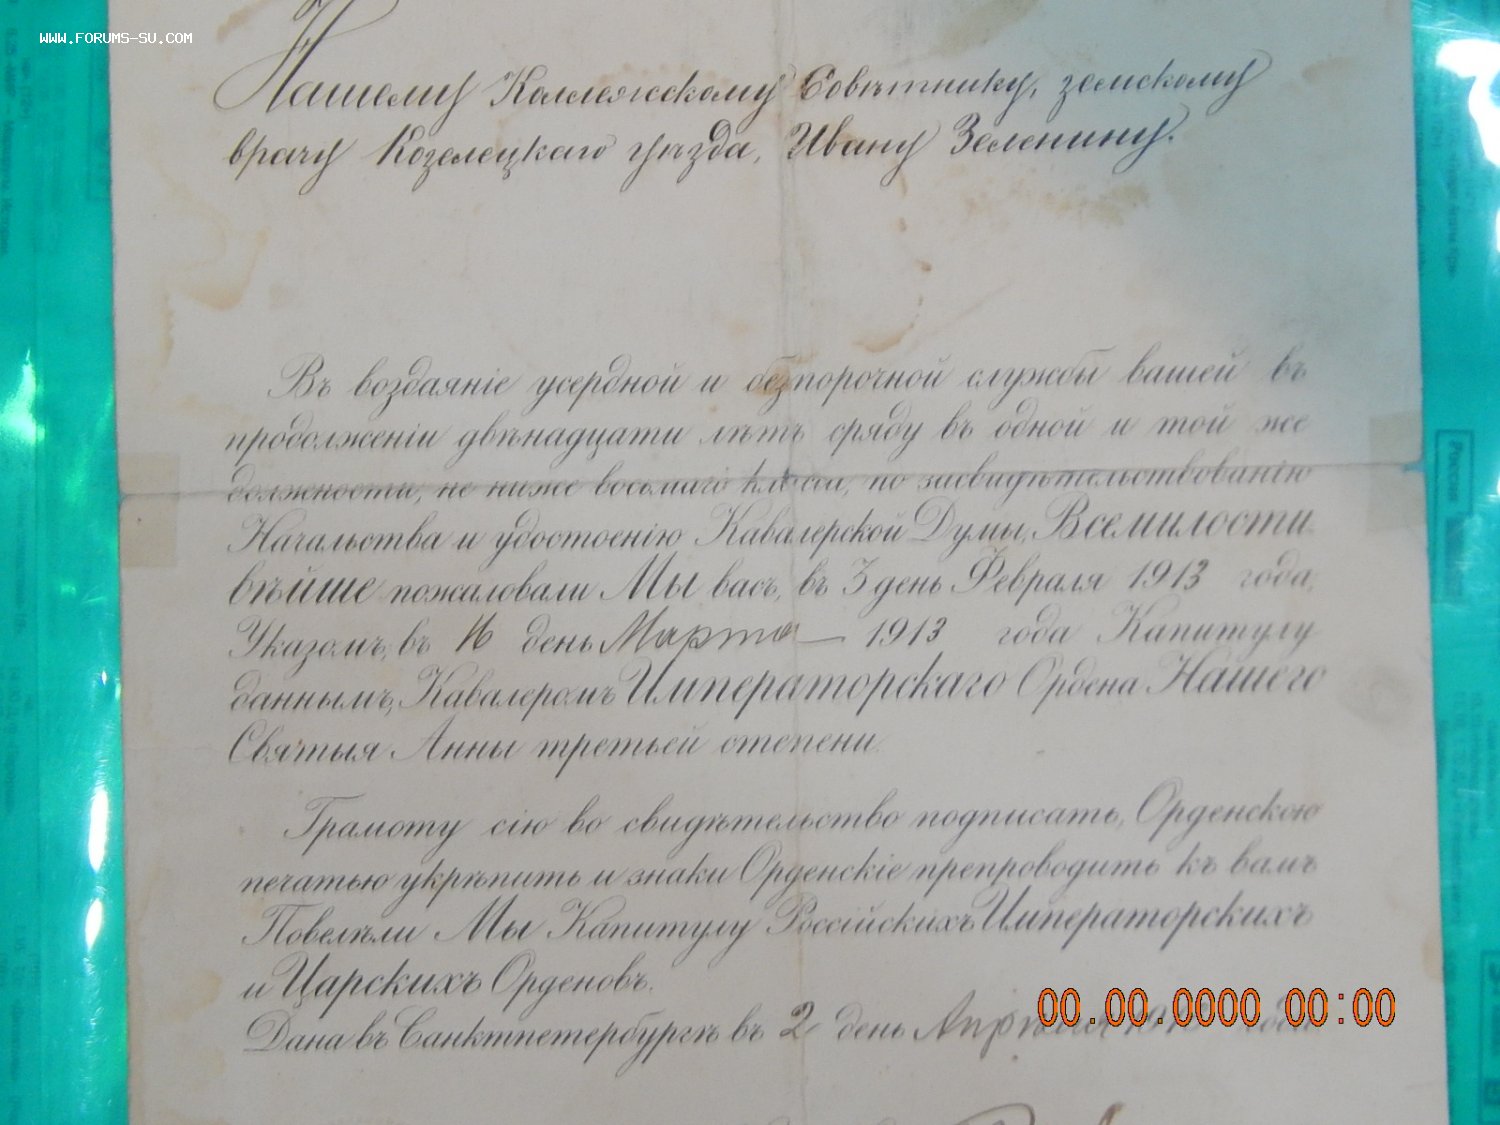 WWW.FORUMS-SU.COM
Нашему Коллежскому Совѣтнику, земскому
врачу Козелецкаго уѣзда, Ивану Зеленину.
Въ воздаяніе усердной и безпорочной службы вашей въ
продолженіи двѣнадцати лѣтъ сряду въ одной и той же
должности, не ниже восьмаго класса, по засвидѣтельствованію
Начальства и удостоенію Кавалерской Думы, Всемилости
вѣйше пожаловали Мы васъ, въ 3 день Февраля 1913 года,
Указомъ, въ 16 день Марта 1913 года Капитулу
даннымъ, Кавалеромъ Императорскаго Ордена Нашего
Святыя Анны третьей степени.
Грамоту сію во свидѣтельство подписать, Орденскою
печатью укрѣпить и знаки Орденскіе препроводить къ вамъ
Повелѣли Мы Капитулу Россійскихъ Императорскихъ
и Царскихъ Орденовъ.
00.00.0000 00:00
Дана въ Санктпетербургѣ въ 2 день Апрѣля года